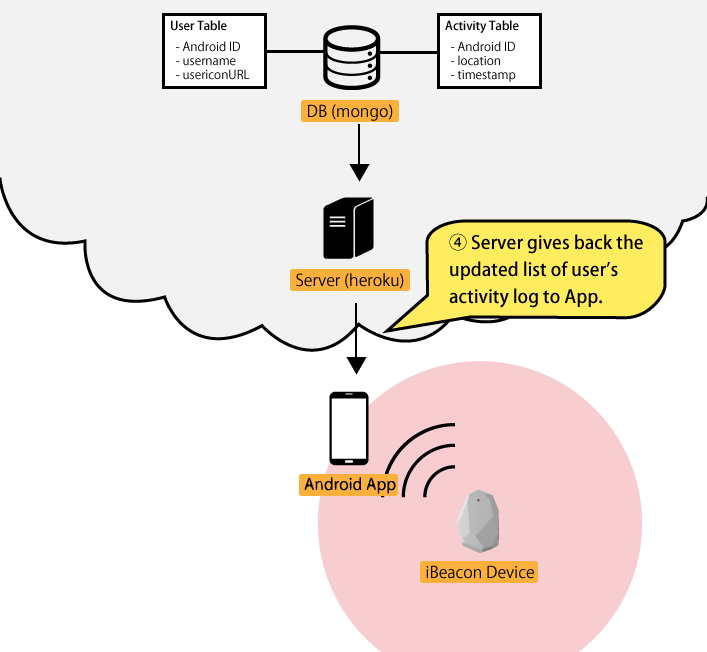 User Table
- Android ID
- username
- usericonURL
Activity Table
- Android ID
- location
- timestamp
DB (mongo)
Server (heroku)
④ Server gives back the
updated list of user’s
activity log to App.
Android App
iBeacon Device